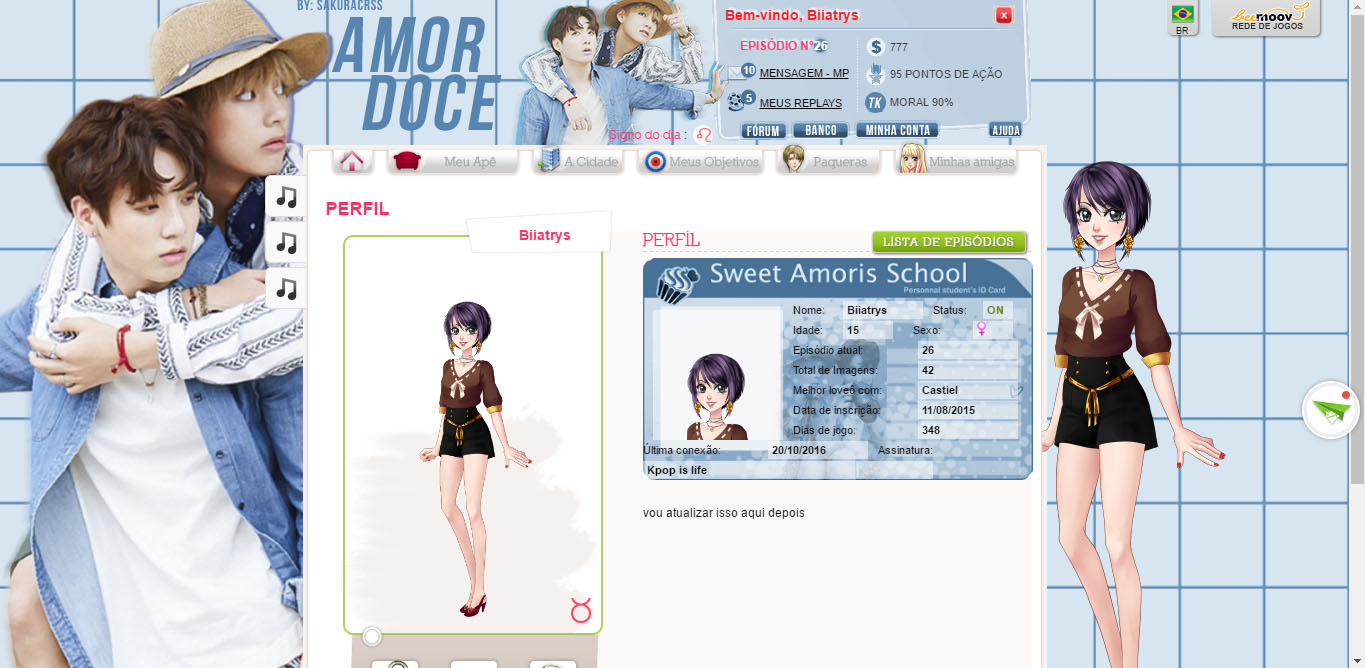 BY: SAKURACRSS
AMOR
DOCE
Bem-vindo, Biiatrys
x
EPISÓDIO N°26
777
10 MENSAGEM - MP
95 PONTOS DE AÇÃO
5 MEUS REPLAYS
TK MORAL 90%
Signo do dia :
FÓRUM
BANCO
MINHA CONTA
AJUDA
BR
beemoov
REDE DE JOGOS
Meu Apê
A Cidade
Meus Objetivos
Paqueras
Minhas amigas
PERFIL
Biiatrys
PERFIL
LISTA DE EPISÓDIOS
Sweet Amoris School
Personnal student's ID Card
Nome: Biiatrys Status: ON
Idade: 15 Sexo: ♀
Episódio atual: 26
Total de Imagens: 42
Melhor loveô com: Castiel
Data de inscrição: 11/08/2015
Dias de jogo: 348
Última conexão: 20/10/2016 Assinatura:
Kpop is life
vou atualizar isso aqui depois